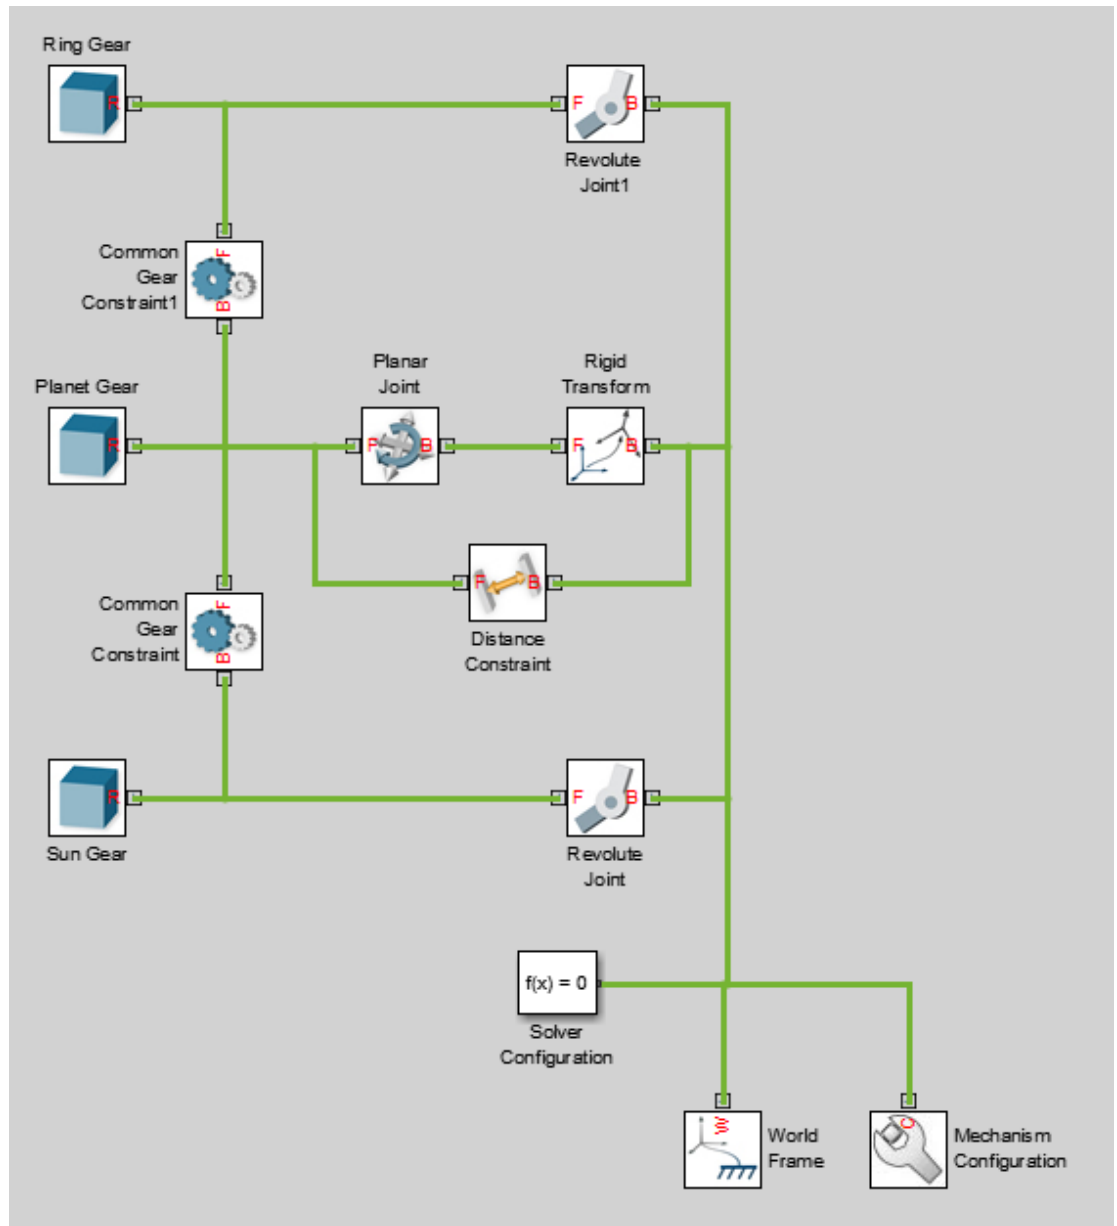 Ring Gear
R
F
B
Revolute
Joint1
Common
Gear
Constraint1
F
B
Planet Gear
R
Planar
Joint
P
B
Rigid
Transform
F
B
F
B
Distance
Constraint
Common
Gear
Constraint
F
B
R
Sun Gear
F
B
Revolute
Joint
f(x) = 0
Solver
Configuration
W
World
Frame
C
Mechanism
Configuration